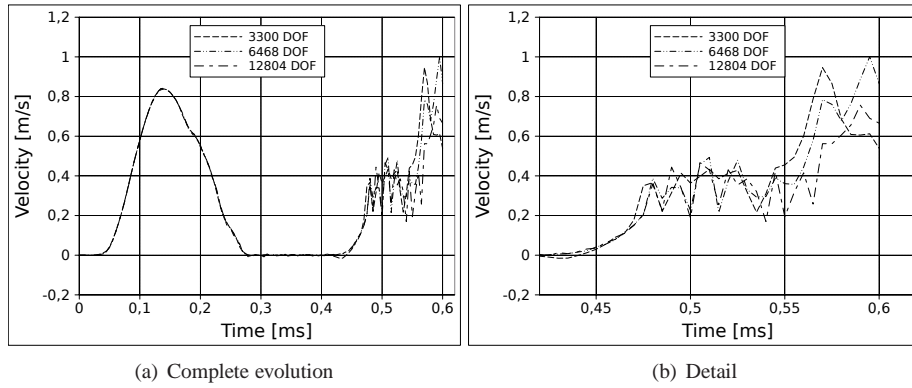 1,2
1
0,8
0,6
0,4
0,2
0
-0,2
Velocity [m/s]
3300 DOF
6468 DOF
12804 DOF
0 0,1 0,2 0,3 0,4 0,5 0,6
Time [ms]
(a) Complete evolution
1,2
1
0,8
0,6
0,4
0,2
0
-0,2
Velocity [m/s]
3300 DOF
6468 DOF
12804 DOF
0,45 0,5 0,55 0,6
Time [ms]
(b) Detail